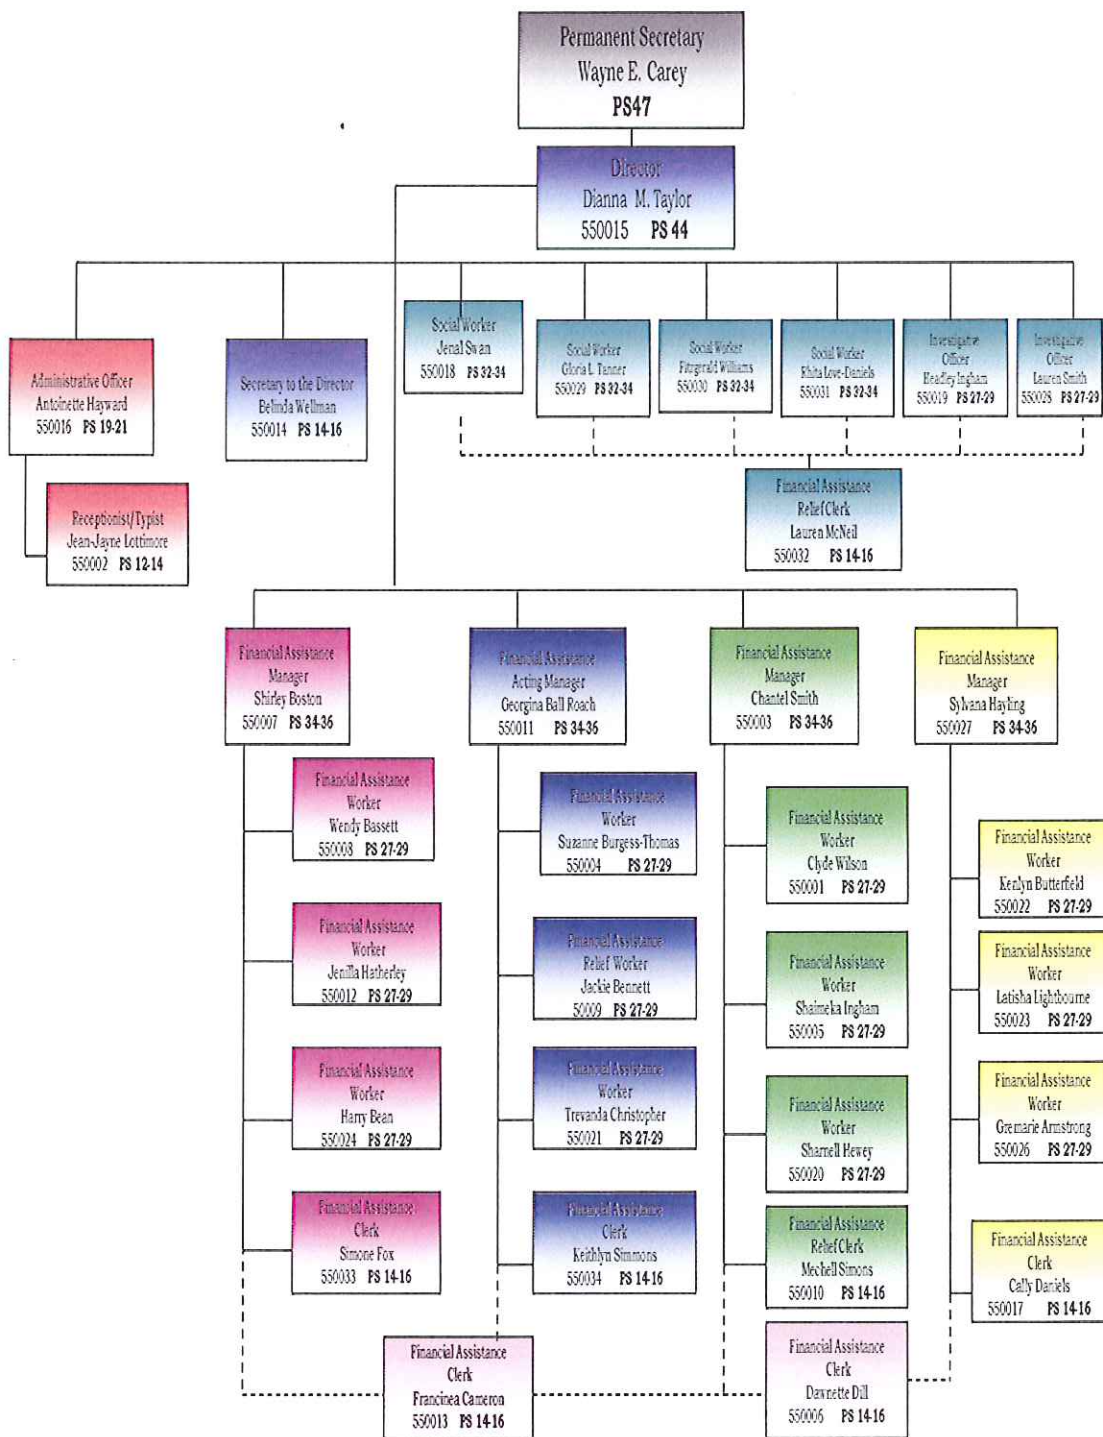 Permanent Secretary
Wayne E. Carey
PS47
Director
Dianna M. Taylor
550015 PS 44
Administrative Officer
Antoinette Hayward
550016 PS 19-21
Secretary to the Director
Belinda Wellman
550014 PS 14-16
Social Worker
Jenal Swan
550018 PS 32-34
Social Worker
Gloria L Tanner
550029 PS 32-34
Social Worker
Fitzgerald Williams
550030 PS 32-34
Social Worker
Rhita Love-Daniels
550031 PS 32-34
Investigative
Officer
Headley Ingham
550019 PS 27-29
Investigative
Officer
Lauren Smith
550028 PS 27-29
Receptionist/Typist
Jean-Jayne Lottimore
550002 PS 12-14
Financial Assistance
Relief Clerk
Lauren McNeil
550032 PS 14-16
Financial Assistance
Manager
Shirley Boston
550007 PS 34-36
Financial Assistance
Acting Manager
Georgina Ball Roach
550011 PS 34-36
Financial Assistance
Manager
Chantel Smith
550003 PS 34-36
Financial Assistance
Manager
Sylvana Hayling
550027 PS 34-36
Financial Assistance
Worker
Wendy Bassett
550008 PS 27-29
Financial Assistance
Worker
Jenilla Hatherley
550012 PS 27-29
Financial Assistance
Worker
Harry Bean
550024 PS 27-29
Financial Assistance
Clerk
Simone Fox
550033 PS 14-16
Financial Assistance
Worker
Suzanne Burgess-Thomas
550004 PS 27-29
Financial Assistance
Relief Worker
Jackie Bennett
50009 PS 27-29
Financial Assistance
Worker
Trevanda Christopher
550021 PS 27-29
Financial Assistance
Clerk
Keithlyn Simmons
550034 PS 14-16
Financial Assistance
Worker
Clyde Wilson
550001 PS 27-29
Financial Assistance
Worker
Shaimeka Ingham
550005 PS 27-29
Financial Assistance
Worker
Sharnell Hewey
550020 PS 27-29
Financial Assistance
Relief Clerk
Mechell Simons
550010 PS 14-16
Financial Assistance
Worker
Kenlyn Butterfield
550022 PS 27-29
Financial Assistance
Worker
Latisha Lightbourne
550023 PS 27-29
Financial Assistance
Worker
Gremarie Armstrong
550026 PS 27-29
Financial Assistance
Clerk
Cally Daniels
550017 PS 14-16
Financial Assistance
Clerk
Francinea Cameron
550013 PS 14-16
Financial Assistance
Clerk
Dawnette Dill
550006 PS 14-16